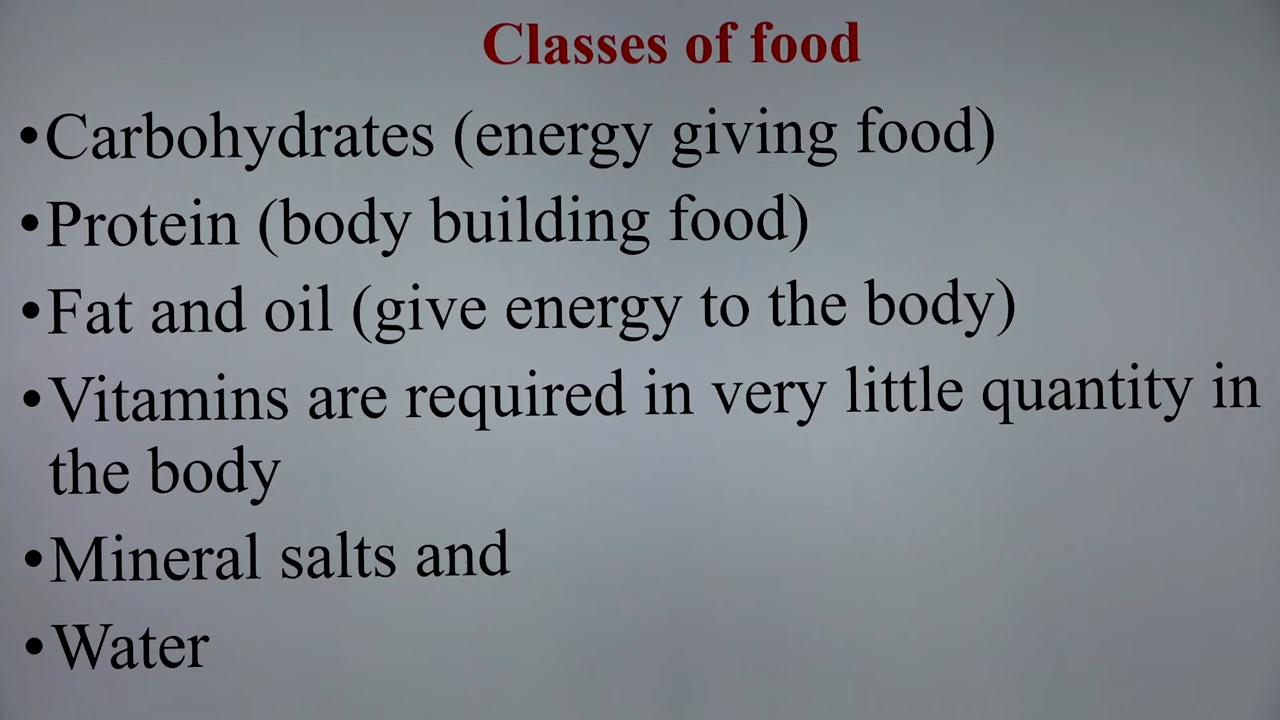 Classes of food
•Carbohydrates (energy giving food)
•Protein (body building food)
•Fat and oil (give energy to the body)
•Vitamins are required in very little quantity in
the body
•Mineral salts and
•Water